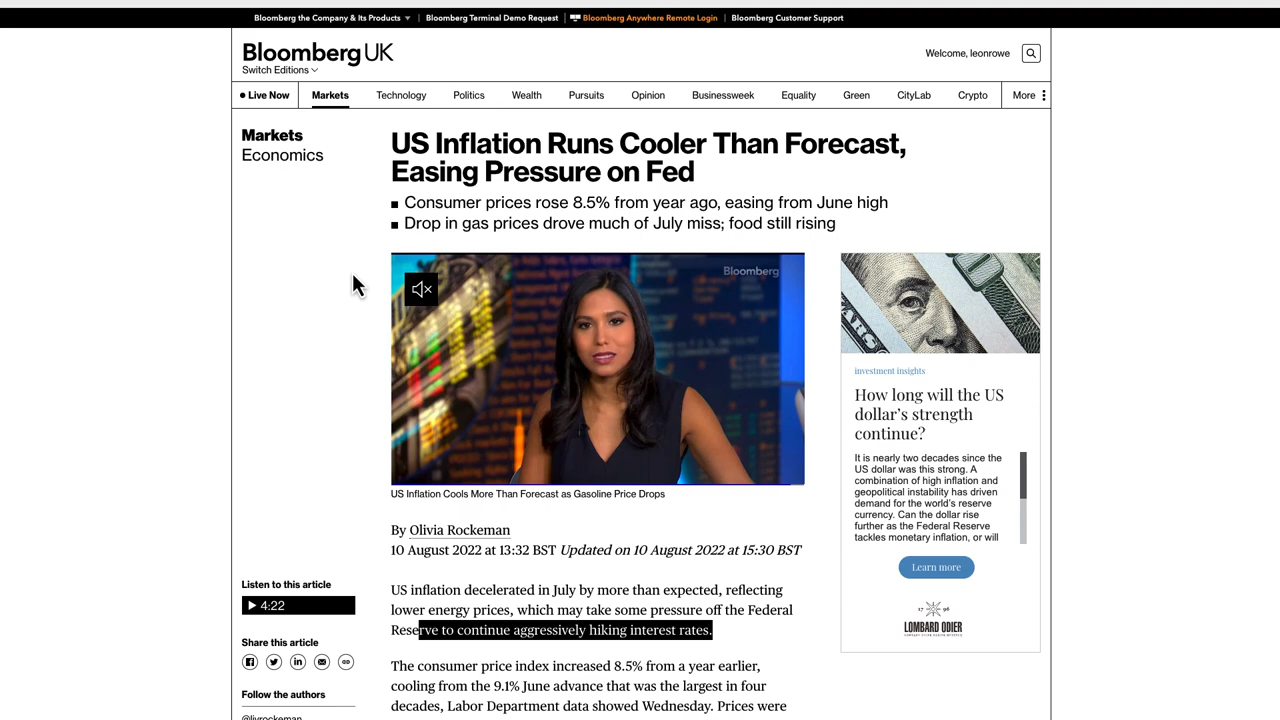 Bloomberg the Company & Its Products
Bloomberg Terminal Demo Request
Bloomberg Anywhere Remote Login
Bloomberg Customer Support
Bloomberg UK
Switch Editions
Welcome, leonrowe
Live Now
Markets
Technology
Politics
Wealth
Pursuits
Opinion
Businessweek
Equality
Green
CityLab
Crypto
More
Markets
Economics
US Inflation Runs Cooler Than Forecast,
Easing Pressure on Fed
Consumer prices rose 8.5% from year ago, easing from June high
Drop in gas prices drove much of July miss; food still rising
Bloomberg
US Inflation Cools More Than Forecast as Gasoline Price Drops
By Olivia Rockeman
10 August 2022 at 13:32 BST Updated on 10 August 2022 at 15:30 BST
Listen to this article
4:22
Share this article
Follow the authors
@livrockeman
US inflation decelerated in July by more than expected, reflecting
lower energy prices, which may take some pressure off the Federal
Reserve to continue aggressively hiking interest rates.
The consumer price index increased 8.5% from a year earlier,
cooling from the 9.1% June advance that was the largest in four
decades, Labor Department data showed Wednesday. Prices were
investment insights
How long will the US
dollar's strength
continue?
It is nearly two decades since the
US dollar was this strong. A
combination of high inflation and
geopolitical instability has driven
demand for the world's reserve
currency. Can the dollar rise
further as the Federal Reserve
tackles monetary inflation, or will
Learn more
17 96
LOMBARD ODIER